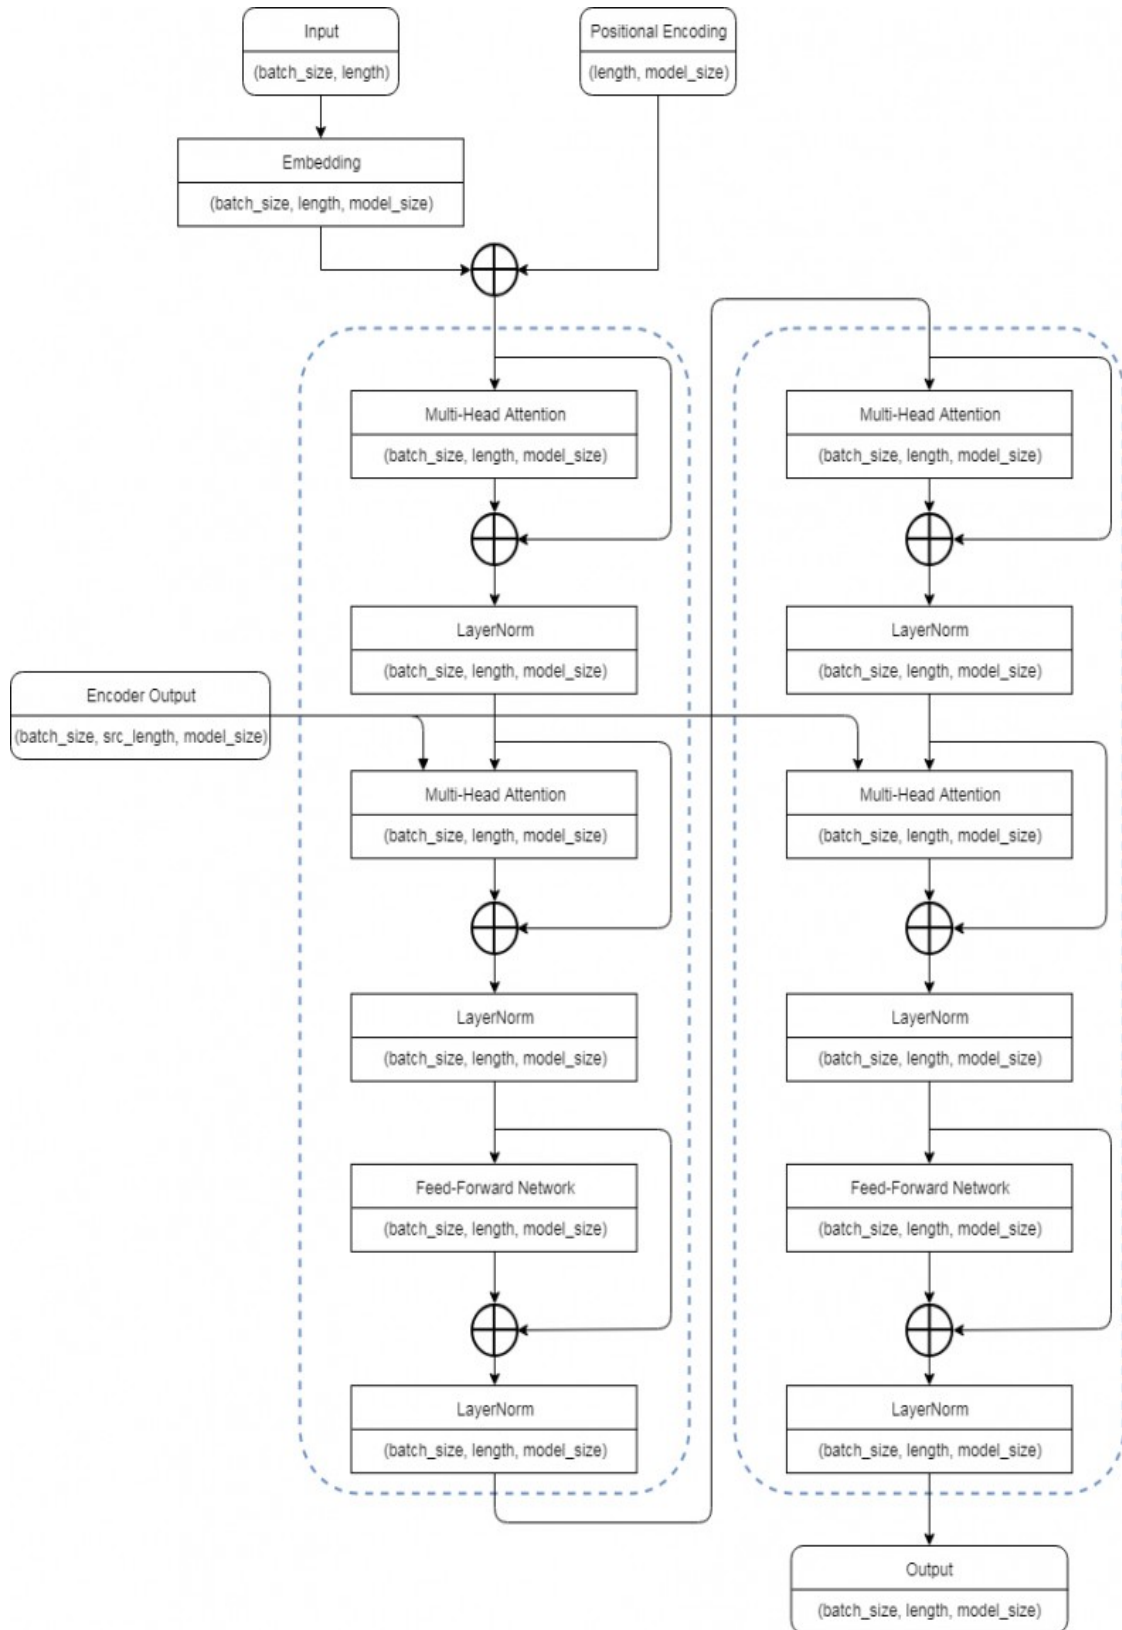 Input
(batch_size, length)
Positional Encoding
(length, model_size)
Embedding
(batch_size, length, model_size)
Multi-Head Attention
(batch_size, length, model_size)
LayerNorm
(batch_size, length, model_size)
Encoder Output
(batch_size, src_length, model_size)
Multi-Head Attention
(batch_size, length, model_size)
LayerNorm
(batch_size, length, model_size)
Feed-Forward Network
(batch_size, length, model_size)
LayerNorm
(batch_size, length, model_size)
Multi-Head Attention
(batch_size, length, model_size)
LayerNorm
(batch_size, length, model_size)
Multi-Head Attention
(batch_size, length, model_size)
LayerNorm
(batch_size, length, model_size)
Feed-Forward Network
(batch_size, length, model_size)
LayerNorm
(batch_size, length, model_size)
Output
(batch_size, length, model_size)